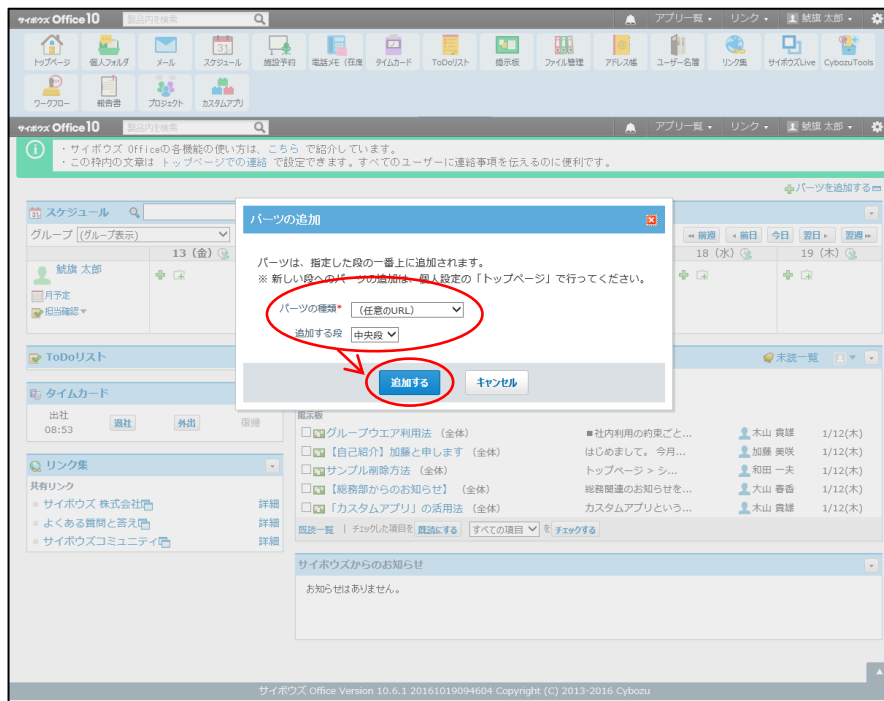 サイボウズ Office10 製品内を検索 アプリ一覧 リンク 鯱旗 太郎
トップページ 個人フォルダ メール スケジュール 施設予約 電話メモ (在席 タイムカード ToDoリスト 掲示板 ファイル管理 アドレス帳 ユーザー名簿 リンク集 サイボウズLive CybozuTools
ワークフロー 報告書 プロジェクト カスタムアプリ
サイボウズ Office10 製品内を検索 アプリ一覧 リンク 鯱旗 太郎
・サイボウズ Officeの各機能の使い方は、こちら で紹介しています。
・この枠内の文章は トップページでの連絡 で設定できます。すべてのユーザーに連絡事項を伝えるのに便利です。
パーツを追加する
スケジュール
グループ (グループ表示) 前週 前日 今日 翌日 翌週
13 (金) 18 (水) 19 (木)
鯱旗 太郎
月予定
担当確認
パーツの追加
パーツは、指定した段の一番上に追加されます。
※ 新しい段へのパーツの追加は、個人設定の「トップページ」で行ってください。
パーツの種類* (任意のURL)
追加する段 中央段
追加する キャンセル
ToDoリスト 未読一覧
タイムカード
出社 退社 外出 復帰
08:53
リンク集
共有リンク
サイボウズ 株式会社 詳細
よくある質問と答え 詳細
サイボウズコミュニティ 詳細
掲示板
グループウエア利用法 (全体) ■社内利用の約束ごと... 木山 貴雄 1/12(木)
【自己紹介】加藤と申します (全体) はじめまして。 今月... 加藤 美咲 1/12(木)
サンプル削除方法 (全体) トップページ > シ... 和田 一夫 1/12(木)
【総務部からのお知らせ】 (全体) 総務関連のお知らせを... 大山 春香 1/12(木)
「カスタムアプリ」の活用法 (全体) カスタムアプリという... 木山 貴雄 1/12(木)
既読一覧 | チェックした項目を 既読にする すべての項目 を チェックする
サイボウズからのお知らせ
お知らせはありません。
サイボウズ Office Version 10.6.1 20161019094604 Copyright (C) 2013-2016 Cybozu